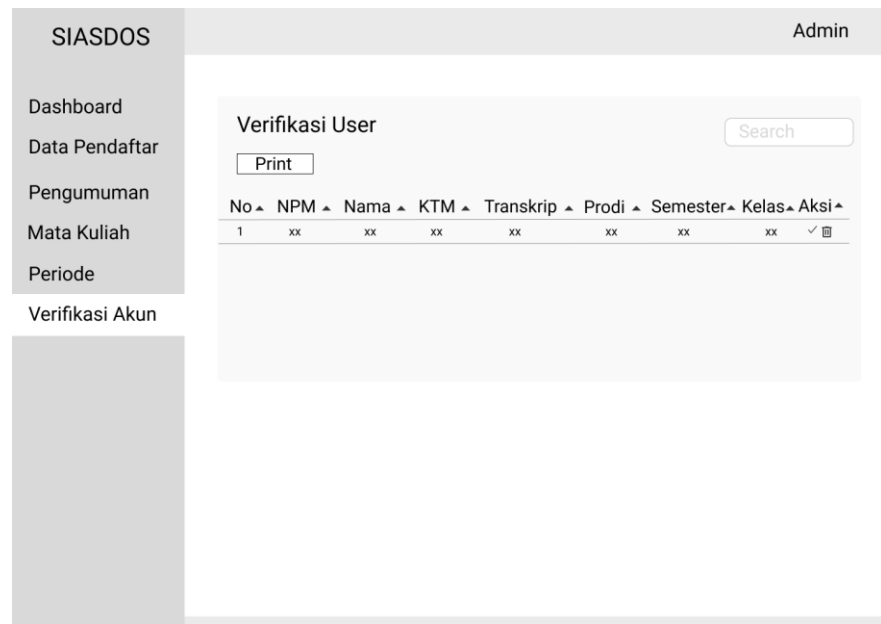 SIASDOS
Admin
Dashboard
Data Pendaftar
Pengumuman
Mata Kuliah
Periode
Verifikasi Akun
Verifikasi User
Search
Print
No NPM Nama KTM Transkrip Prodi Semester Kelas Aksi
1 xx xx xx xx xx xx xx